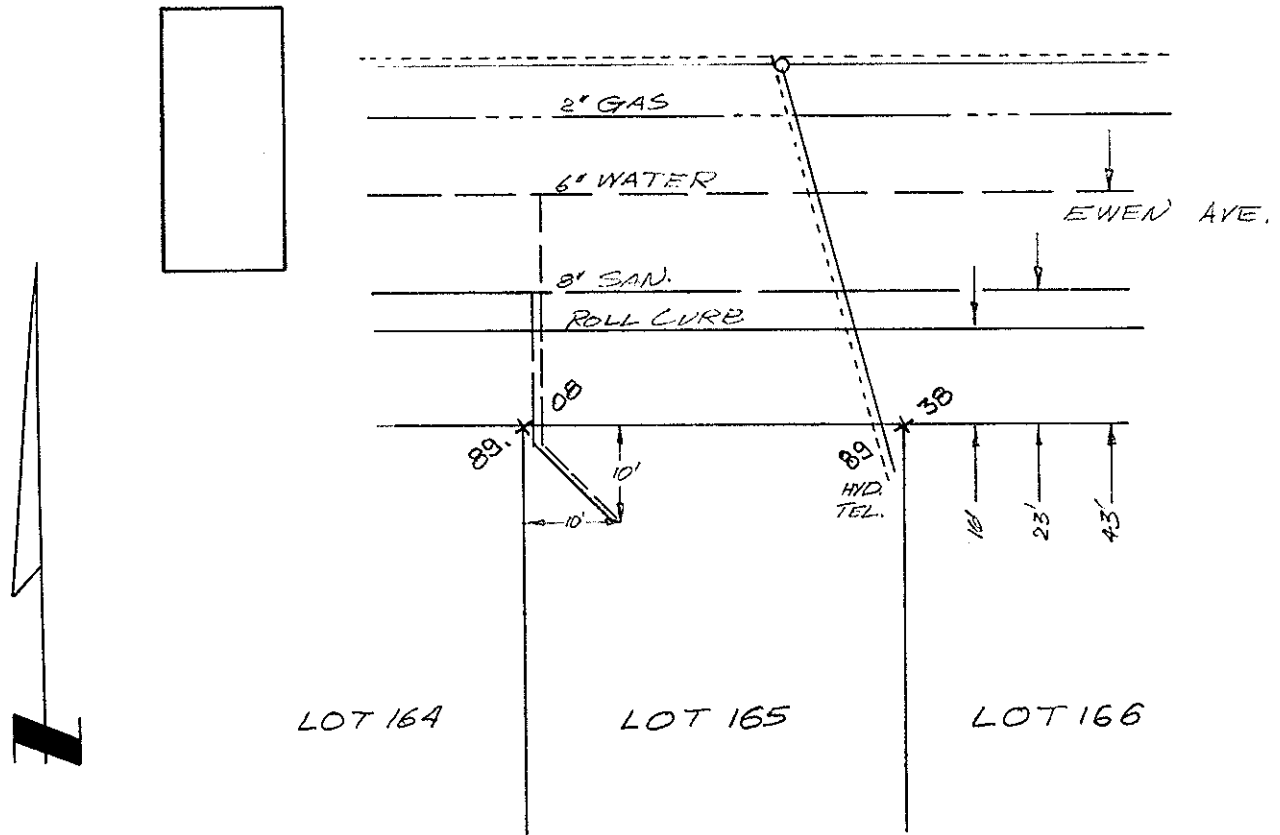 2" GAS
6" WATER
EWEN AVE.
8" SAN.
ROLL CURB
89.08
89 38
10'
10'
HYD.
TEL.
16'
23'
43'
LOT 164
LOT 165
LOT 166
N